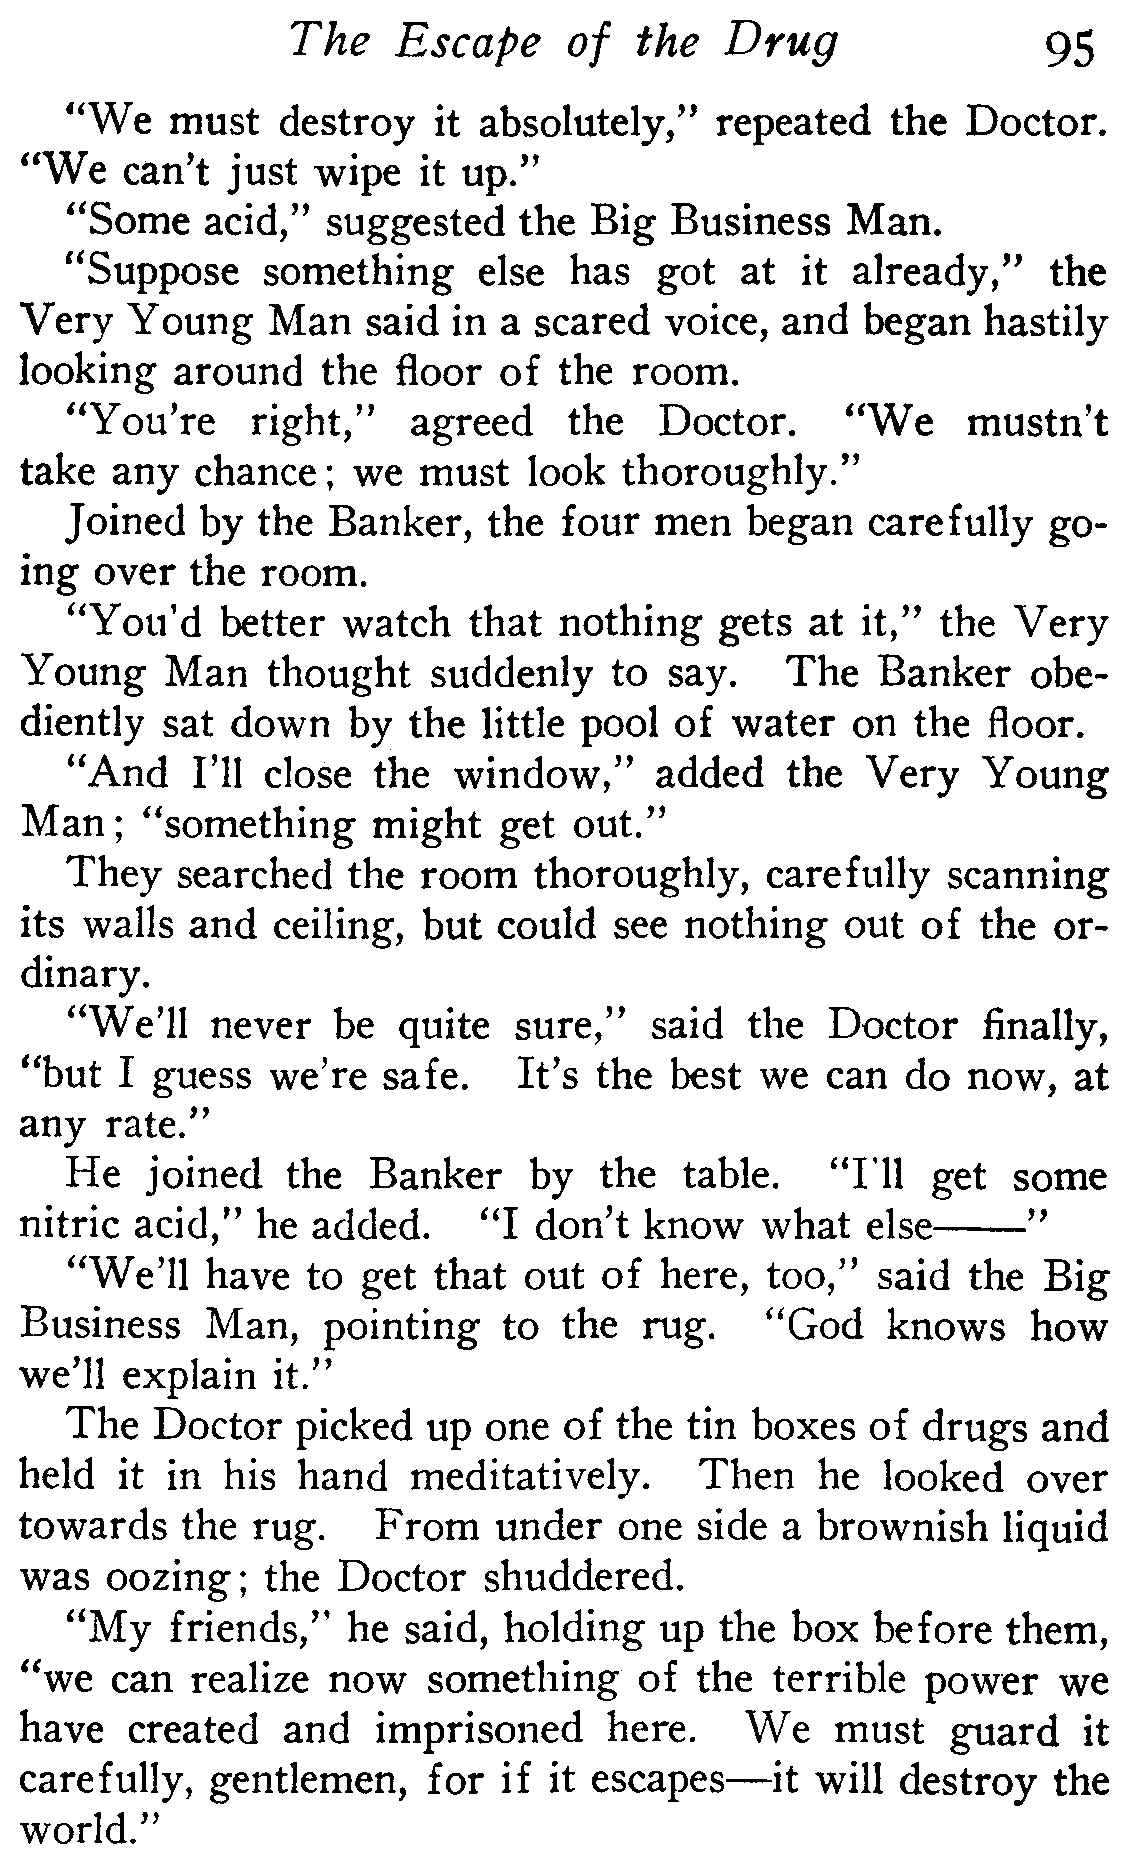 The Escape of the Drug 95
“We must destroy it absolutely,” repeated the Doctor.
“We can't just wipe it up.”
“Some acid,” suggested the Big Business Man.
“Suppose something else has got at it already,” the
Very Young Man said in a scared voice, and began hastily
looking around the floor of the room.
“You're right,” agreed the Doctor. “We mustn't
take any chance; we must look thoroughly.”
Joined by the Banker, the four men began carefully go-
ing over the room.
“You'd better watch that nothing gets at it,” the Very
Young Man thought suddenly to say. The Banker obe-
diently sat down by the little pool of water on the floor.
“And I'll close the window,” added the Very Young
Man; “something might get out.”
They searched the room thoroughly, carefully scanning
its walls and ceiling, but could see nothing out of the or-
dinary.
“We'll never be quite sure,” said the Doctor finally,
“but I guess we're safe. It's the best we can do now, at
any rate.”
He joined the Banker by the table. “I'll get some
nitric acid,” he added. “I don't know what else——”
“We'll have to get that out of here, too,” said the Big
Business Man, pointing to the rug. “God knows how
we'll explain it.”
The Doctor picked up one of the tin boxes of drugs and
held it in his hand meditatively. Then he looked over
towards the rug. From under one side a brownish liquid
was oozing; the Doctor shuddered.
“My friends,” he said, holding up the box before them,
“we can realize now something of the terrible power we
have created and imprisoned here. We must guard it
carefully, gentlemen, for if it escapes—it will destroy the
world.”